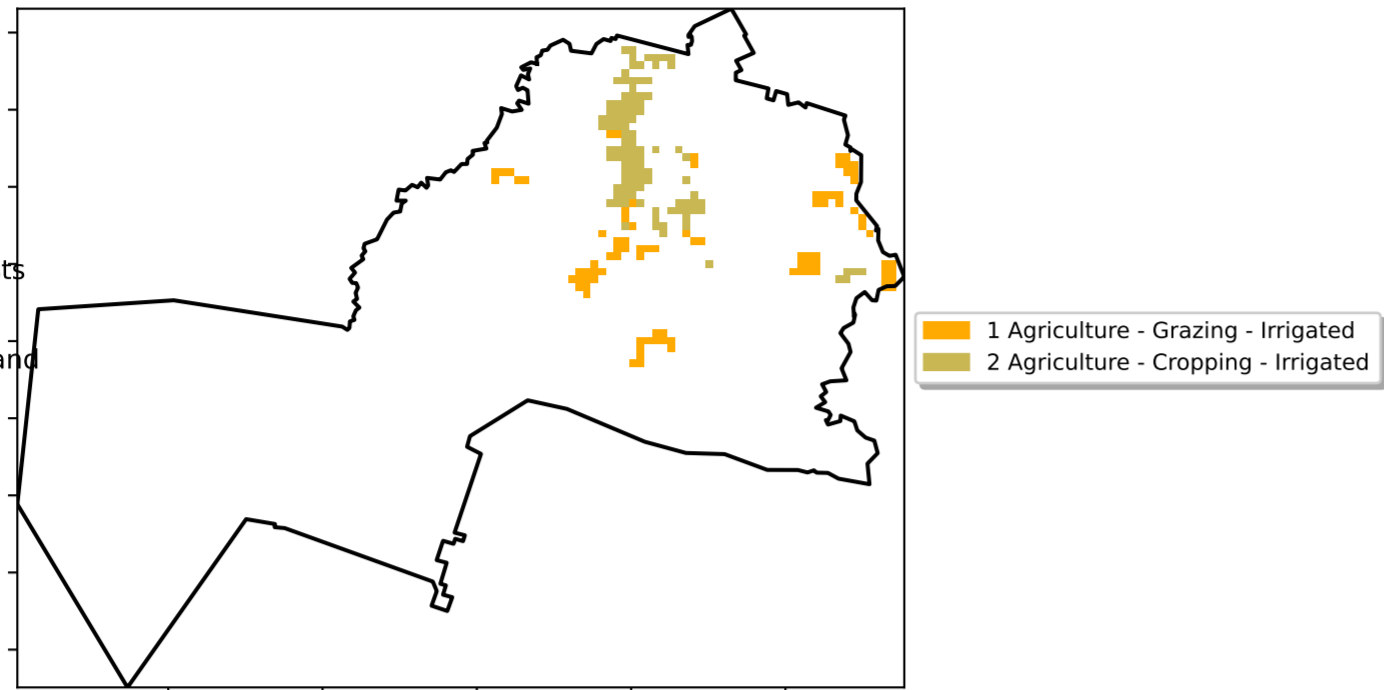 ts
and
1 Agriculture - Grazing - Irrigated
2 Agriculture - Cropping - Irrigated